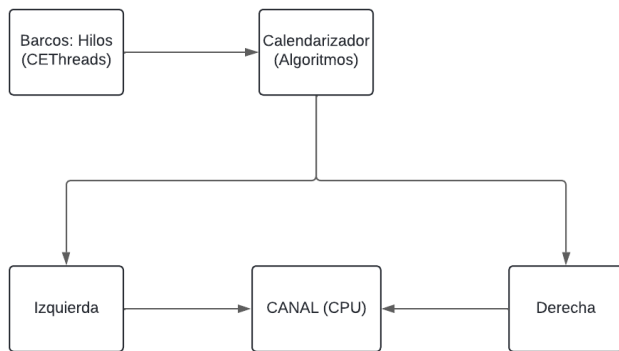 Barcos: Hilos
(CEThreads)
Calendarizador
(Algoritmos)
Izquierda
CANAL (CPU)
Derecha